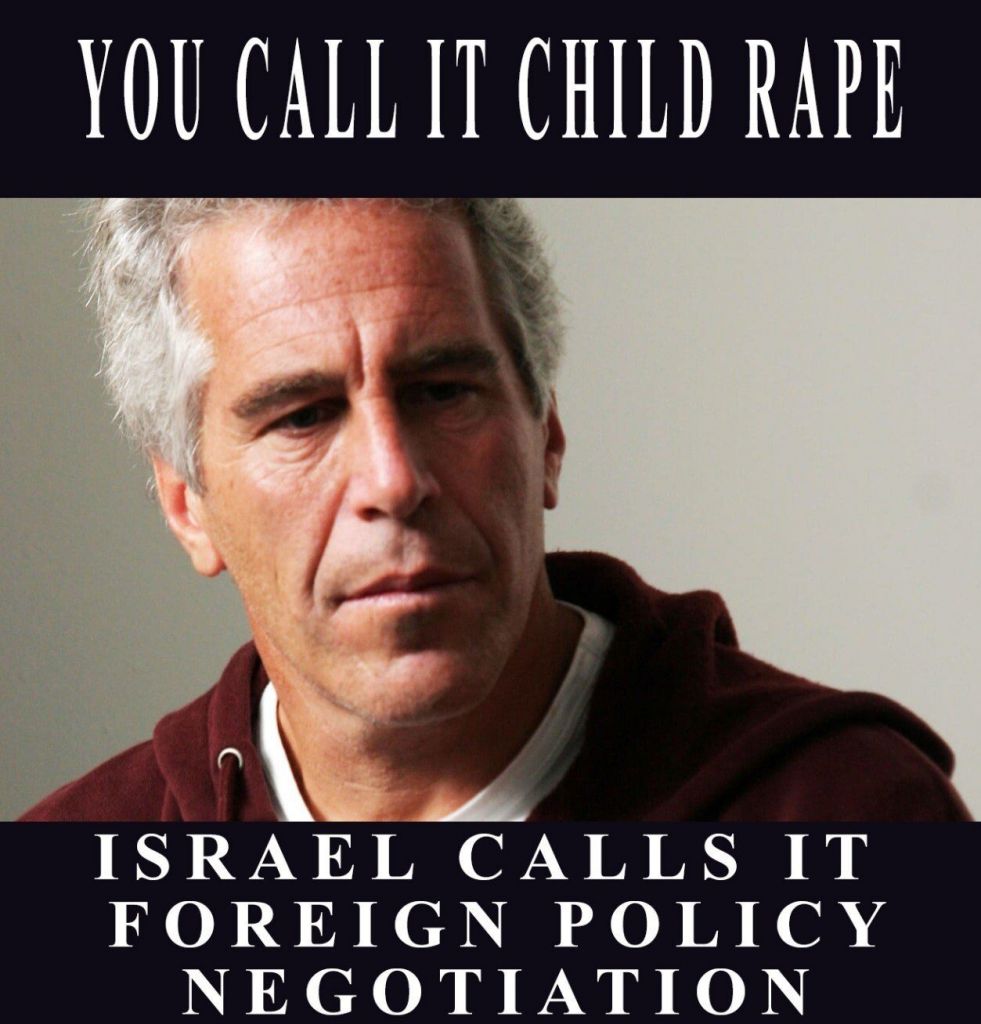 YOU CALL IT CHILD RAPE
ISRAEL CALLS IT
FOREIGN POLICY
NEGOTIATION